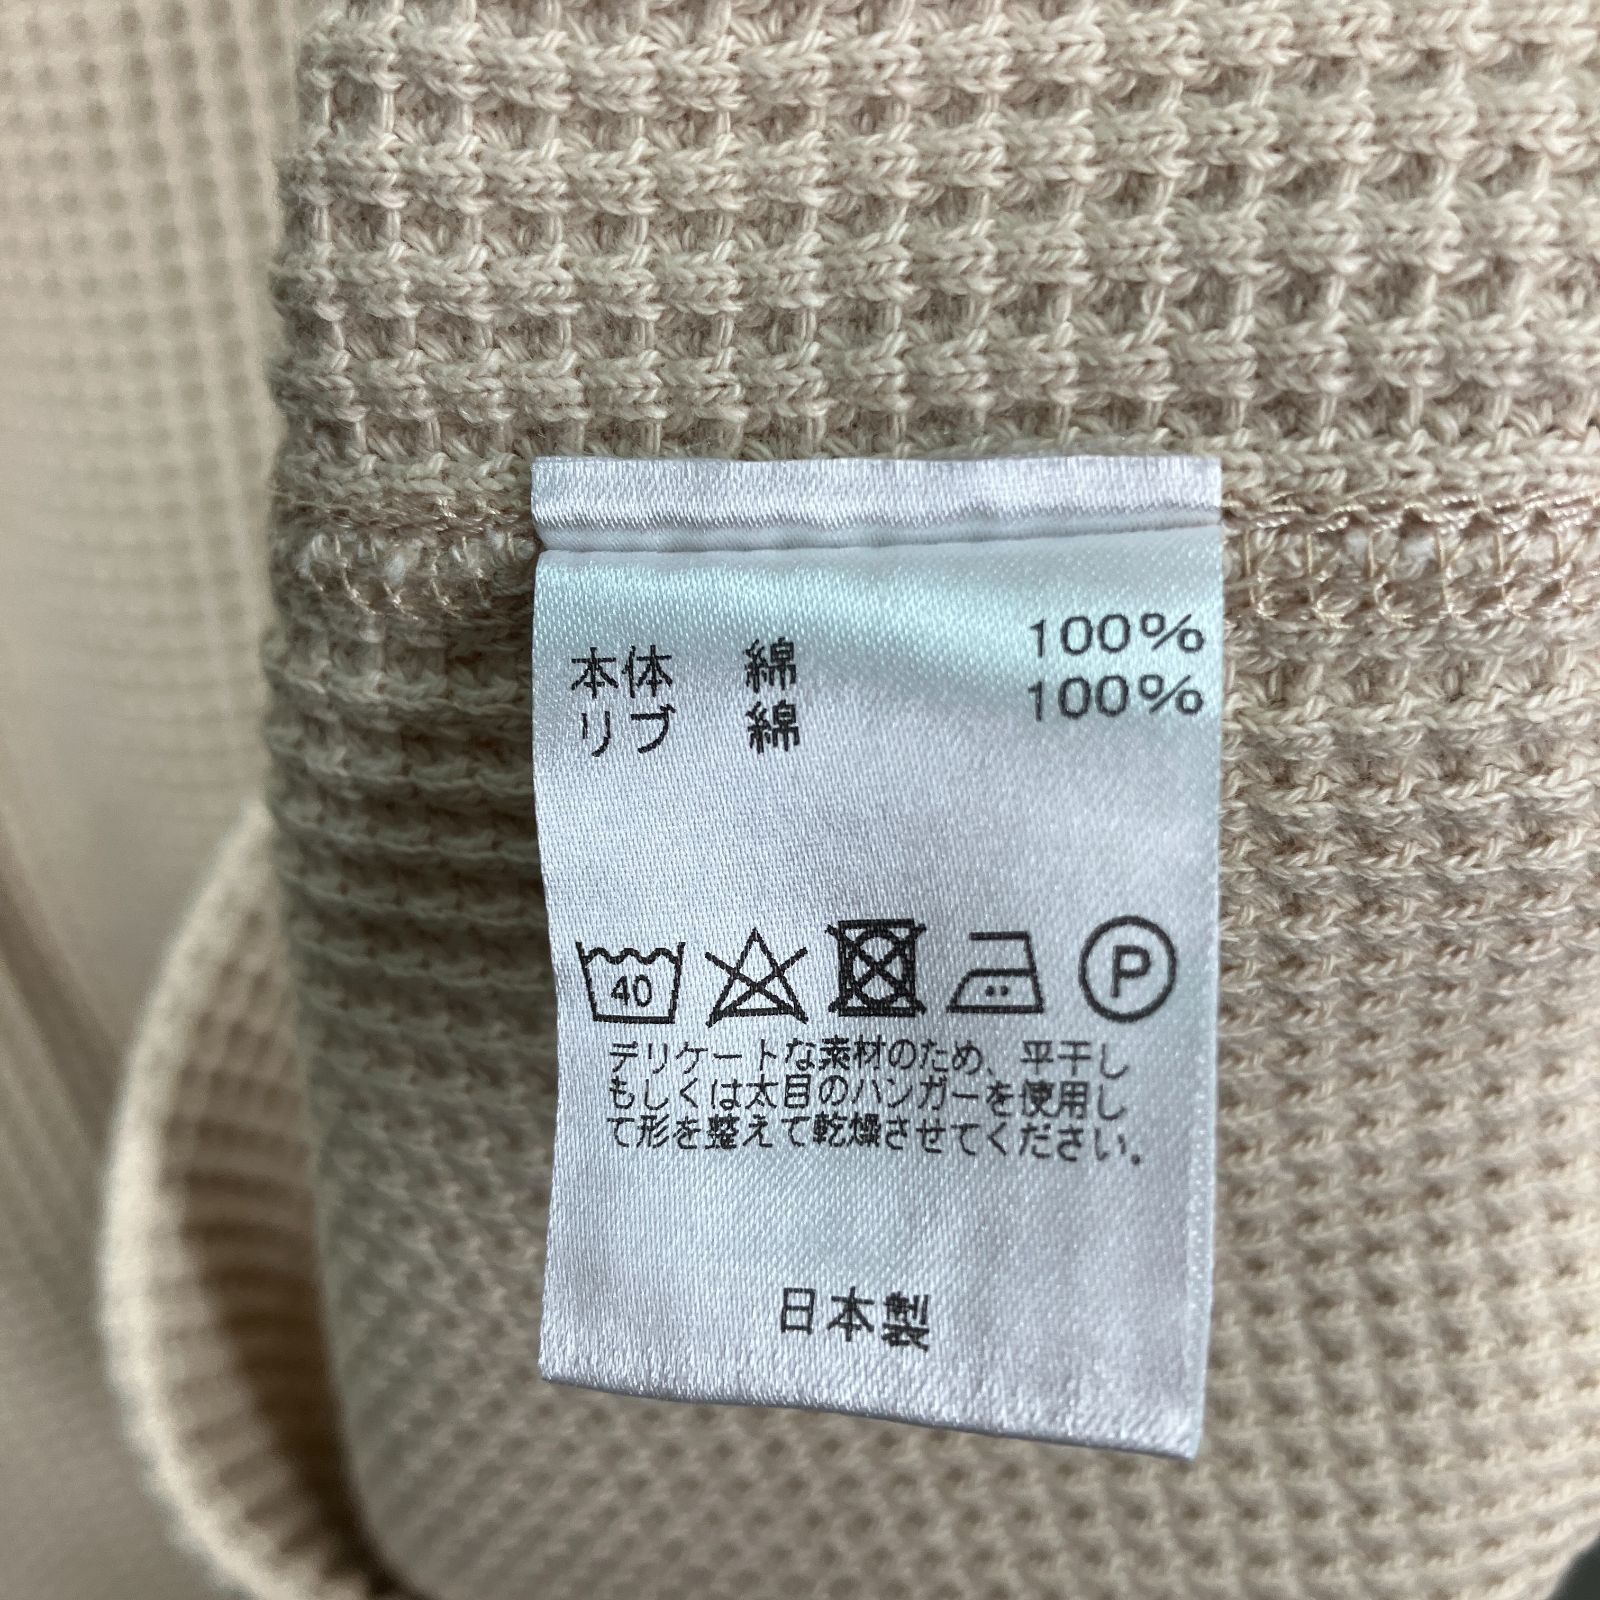 本体 綿 100%
リブ 綿 100%
40 P
デリケートな素材のため、平干し
もしくは太目のハンガーを使用し
て形を整えて乾燥させてください.
日本製